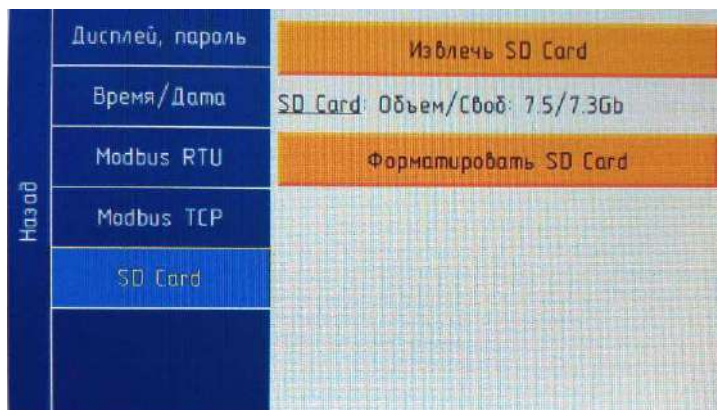 Назад
Дисплей, пароль
Время/Дата
Modbus RTU
Modbus TCP
SD Card
Извлечь SD Card
SD Card: Объем/Своб: 7.5/7.3Gb
Форматировать SD Card